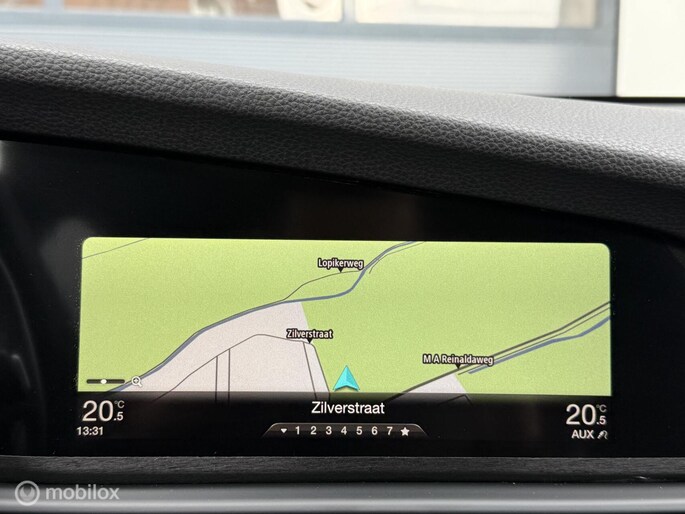 Lopikerweg
Zilverstraat
M A Reinaldaweg
20.5 °C
Zilverstraat
20.5 °C
13:31
1 2 3 4 5 6 7
AUX
mobilox